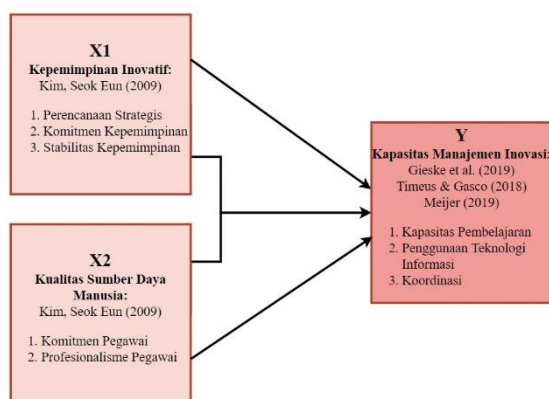 X1
Kepemimpinan Inovatif:
Kim, Seok Eun (2009)
1. Perencanaan Strategis
2. Komitmen Kepemimpinan
3. Stabilitas Kepemimpinan
X2
Kualitas Sumber Daya
Manusia:
Kim, Seok Eun (2009)
1. Komitmen Pegawai
2. Profesionalisme Pegawai
Y
Kapasitas Manajemen Inovasi:
Gieske et al. (2019)
Timeus & Gasco (2018)
Meijer (2019)
1. Kapasitas Pembelajaran
2. Penggunaan Teknologi
Informasi
3. Koordinasi